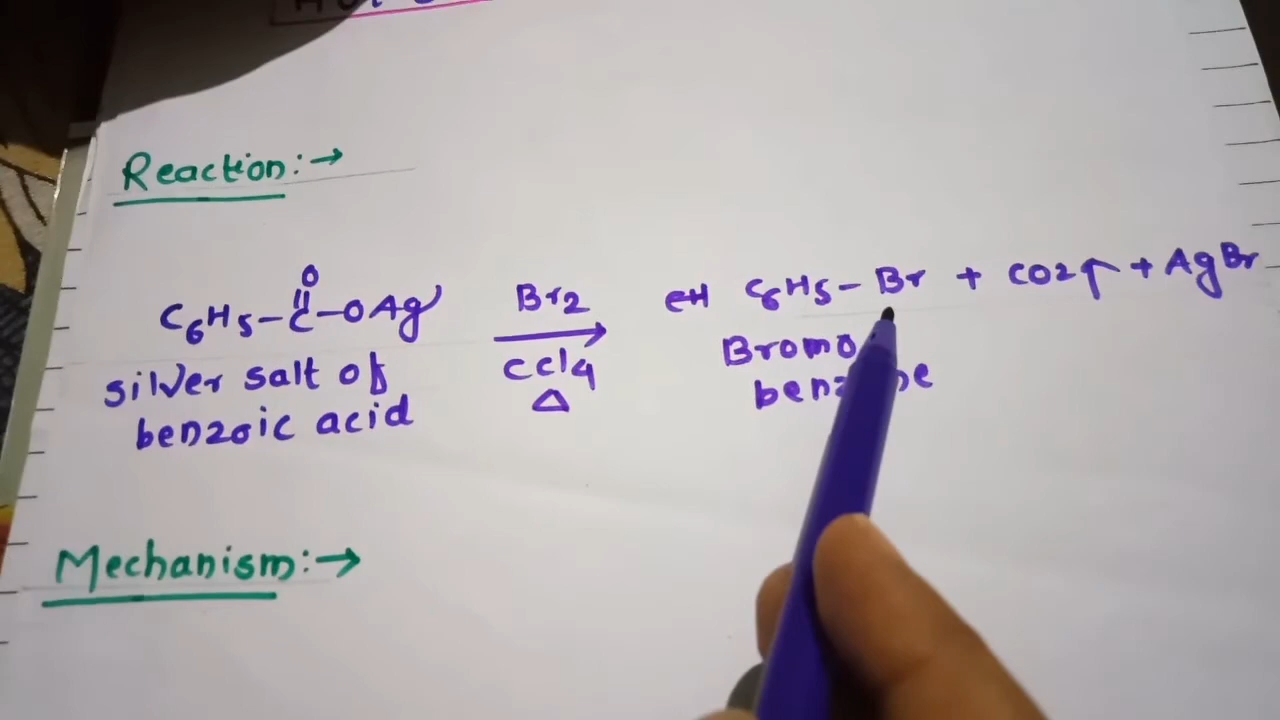 Reaction:→
O
C6H5-C-OAg Br2 C6H5-Br + CO2↑ + AgBr
CCl4
Δ
silver salt of
benzoic acid
Bromo
Mechanism:→